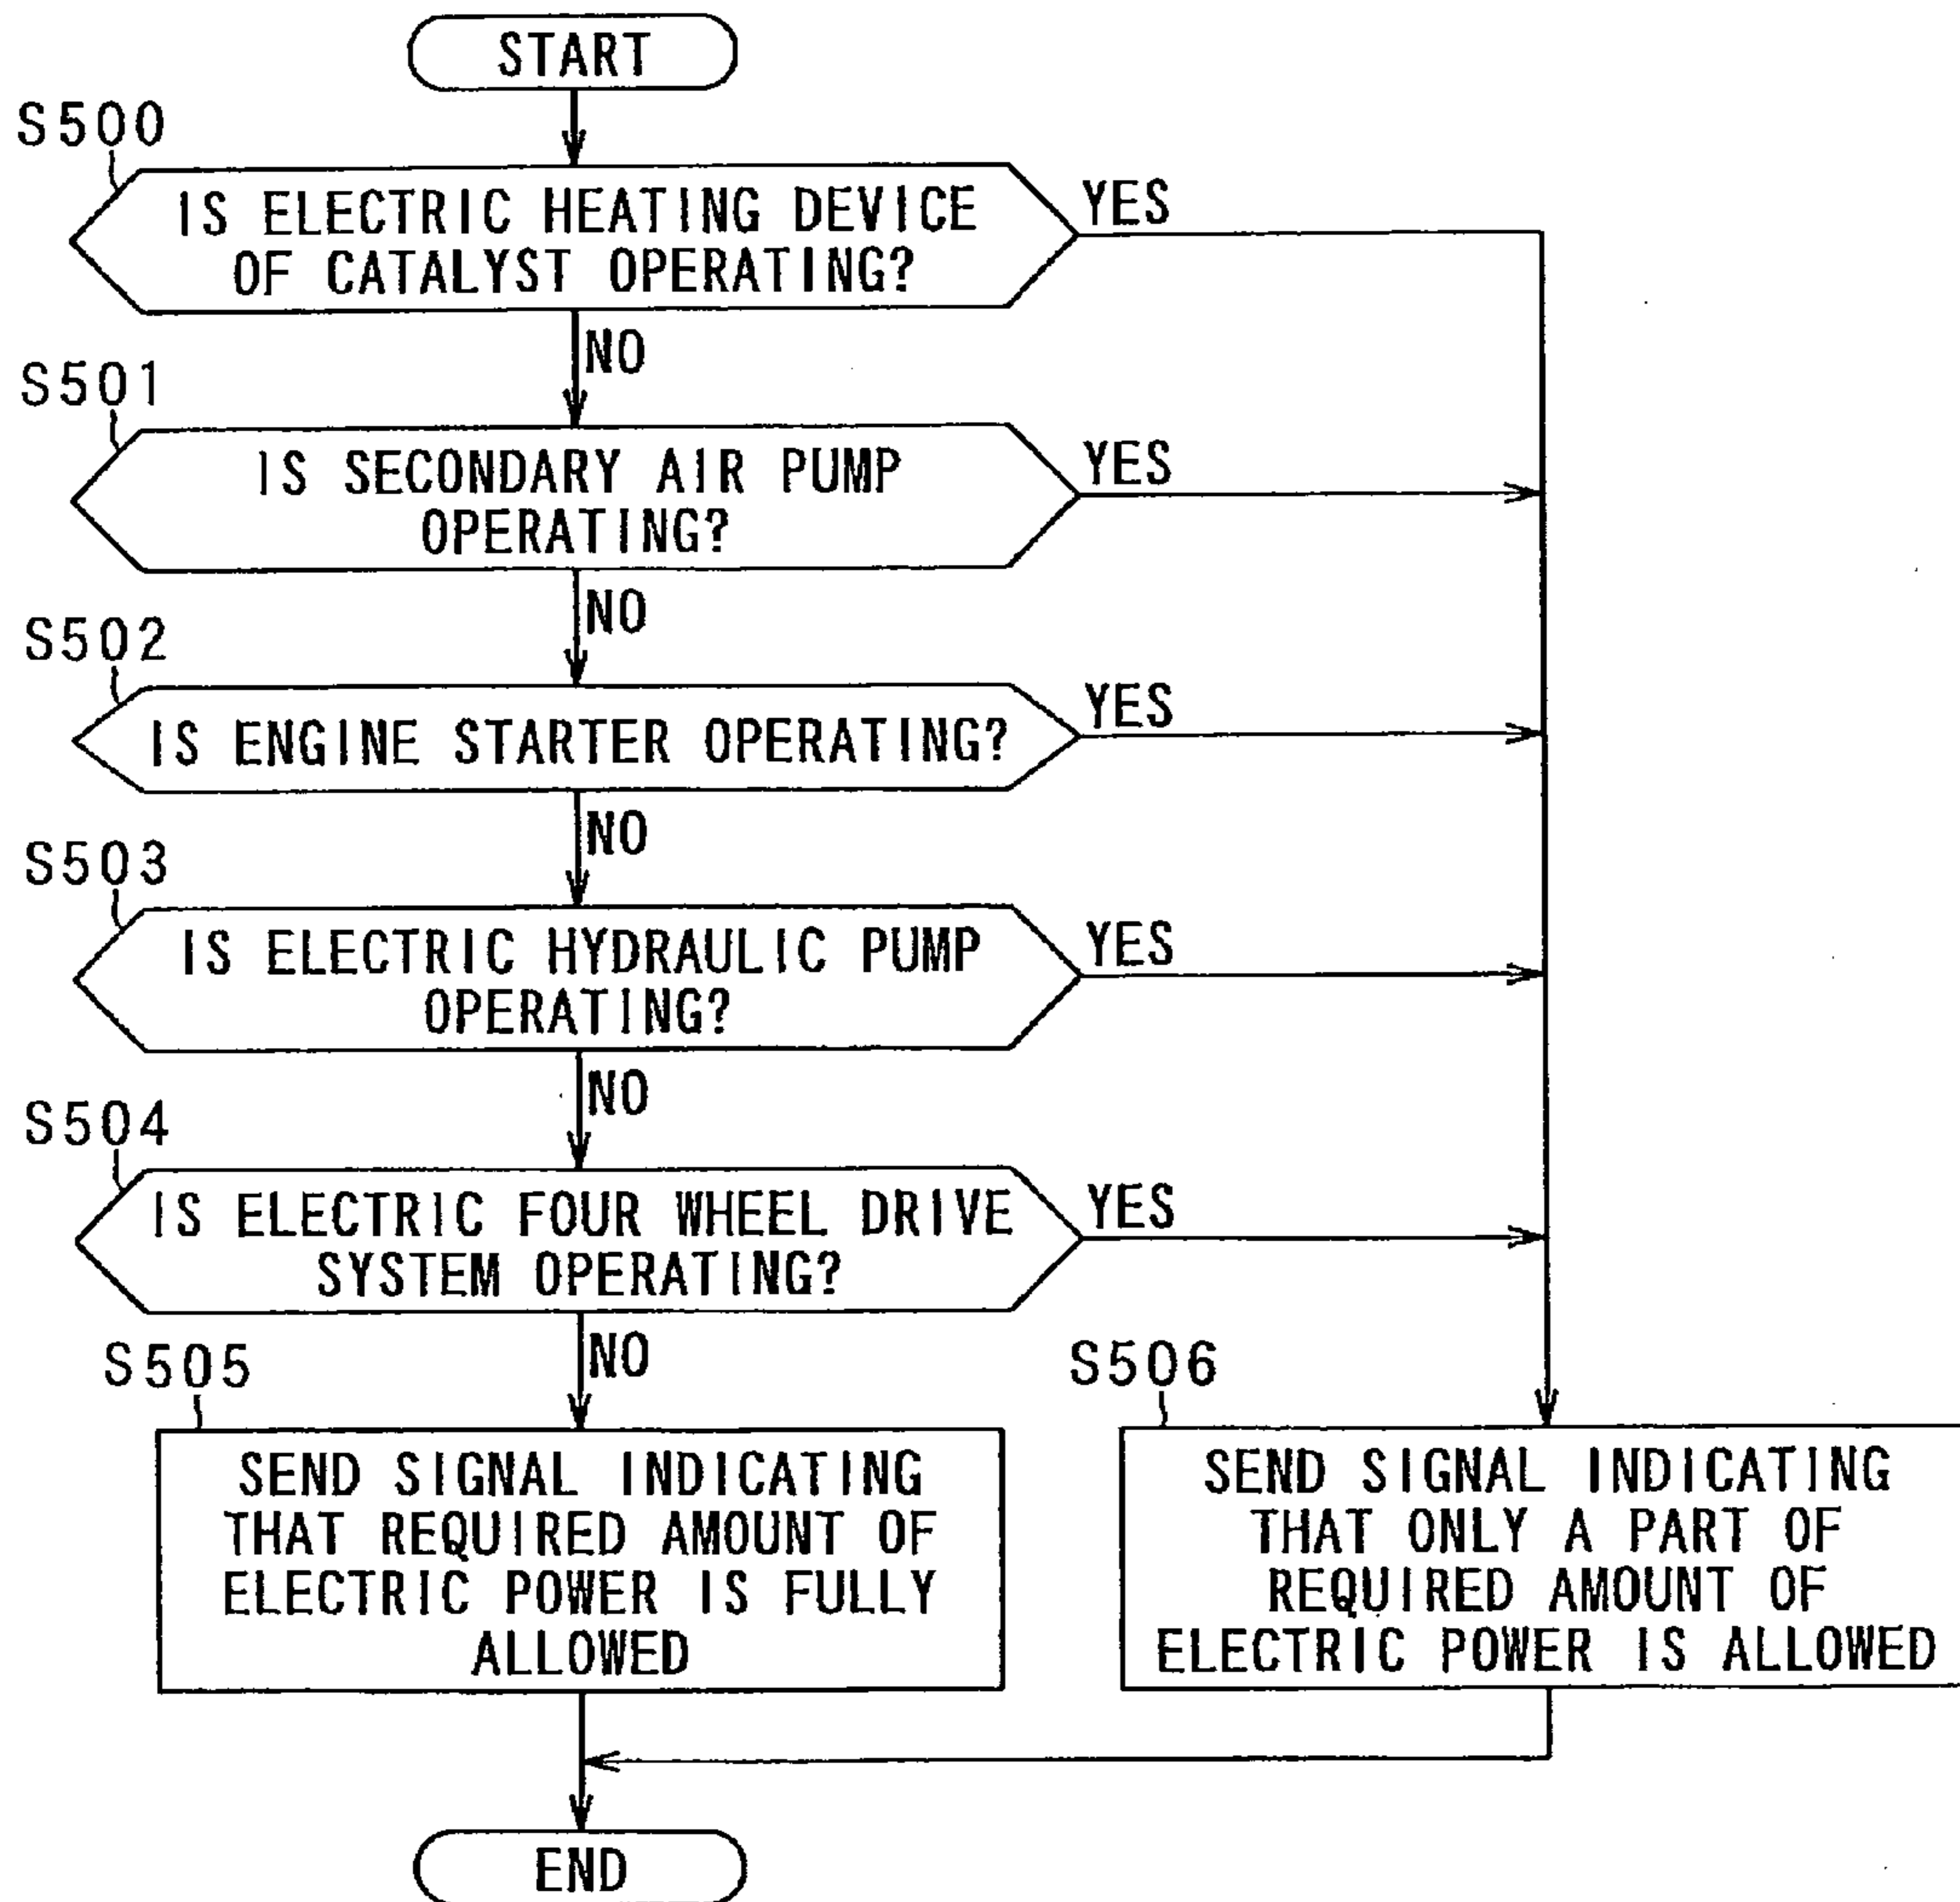 START
S500
IS ELECTRIC HEATING DEVICE
OF CATALYST OPERATING?
YES
NO
S501
IS SECONDARY AIR PUMP
OPERATING?
YES
NO
S502
IS ENGINE STARTER OPERATING?
YES
NO
S503
IS ELECTRIC HYDRAULIC PUMP
OPERATING?
YES
NO
S504
IS ELECTRIC FOUR WHEEL DRIVE
SYSTEM OPERATING?
YES
NO
S505
SEND SIGNAL INDICATING
THAT REQUIRED AMOUNT OF
ELECTRIC POWER IS FULLY
ALLOWED
S506
SEND SIGNAL INDICATING
THAT ONLY A PART OF
REQUIRED AMOUNT OF
ELECTRIC POWER IS ALLOWED
END